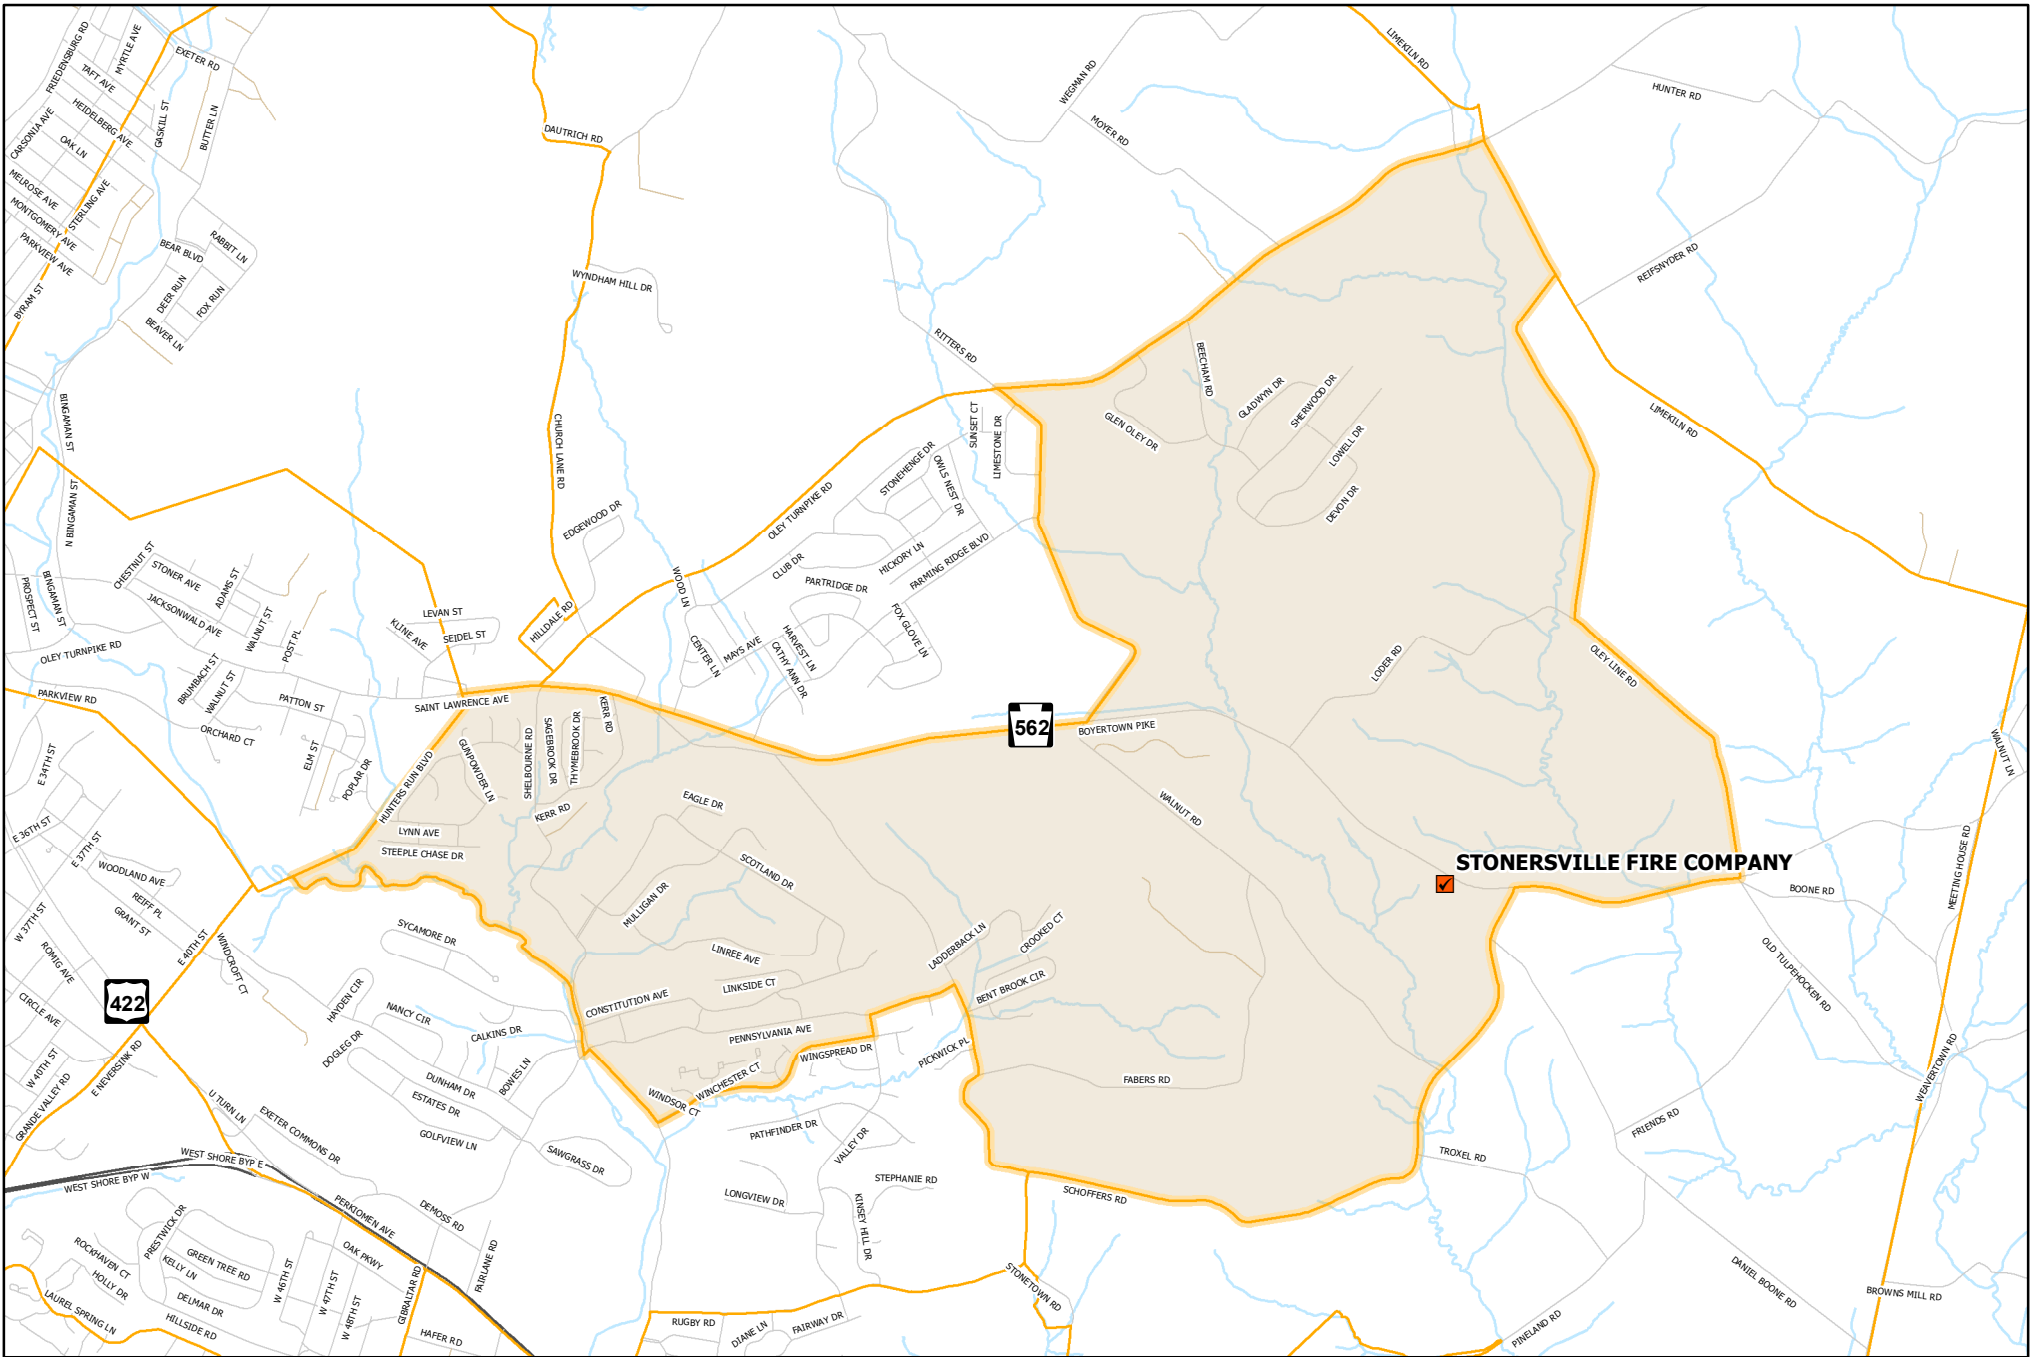 FRIEDENSBURG RD
MYRTLE AVE
EXETER RD
TAFT AVE
HEIDELBERG AVE
CARSONIA AVE
OAK LN
GASKILL ST
BUTTER LN
MELROSE AVE
MONTGOMERY AVE
STERLING AVE
PARKVIEW AVE
BYRAM ST
BEAR BLVD
RABBIT LN
DEER RUN
FOX RUN
BEAVER LN
DAUTRICH RD
WYNDHAM HILL DR
WEGMAN RD
MOYER RD
LIMEKILN RD
HUNTER RD
REIFSNYDER RD
RITTERS RD
BEECHAM RD
GLADWYN DR
SHERWOOD DR
GLEN OLEY DR
LOWELL DR
DEVON DR
LIMEKILN RD
BINGAMAN ST
N BINGAMAN ST
CHURCH LANE RD
EDGEWOOD DR
OLEY TURNPIKE RD
STONEHENGE DR
SUNSET CT
LIMESTONE DR
OWLS NEST DR
HICKORY LN
FARMING RIDGE BLVD
CLUB DR
PARTRIDGE DR
WOOD LN
FOX GLOVE LN
HARVEST LN
CATHY ANN DR
MAYS AVE
CENTER LN
CHESTNUT ST
STONER AVE
ADAMS ST
JACKSONWALD AVE
WALNUT ST
POST PL
PROSPECT ST
BINGAMAN ST
OLEY TURNPIKE RD
BRUMBACH ST
WALNUT ST
LEVAN ST
SEIDEL ST
KLINE AVE
HILLDALE RD
PARKVIEW RD
PATTON ST
SAINT LAWRENCE AVE
ORCHARD CT
ELM ST
POPLAR DR
E 34TH ST
HUNTERS RUN BLVD
GUNPOWDER LN
SHELBOURNE RD
SAGEBROOK DR
THYMEBROOK DR
KERR RD
KERR RD
562
BOYERTOWN PIKE
LODER RD
OLEY LINE RD
WALNUT LN
WALNUT RD
EAGLE DR
LYNN AVE
STEEPLE CHASE DR
SCOTLAND DR
MULLIGAN DR
STONERSVILLE FIRE COMPANY
BOONE RD
MEETING HOUSE RD
E 36TH ST
E 37TH ST
WOODLAND AVE
REIFF PL
GRANT ST
W 37TH ST
ROMIG AVE
E 40TH ST
WINDCROFT CT
SYCAMORE DR
LINREE AVE
LINKSIDE CT
LADDERBACK LN
CROOKED CT
BENT BROOK CIR
OLD TULPEHOCKEN RD
422
CIRCLE AVE
HAYDEN CIR
NANCY CIR
CALKINS DR
CONSTITUTION AVE
PENNSYLVANIA AVE
WINGSPREAD DR
PICKWICK PL
FABERS RD
W 40TH ST
E NEVERSINK RD
DOGLEG DR
DUNHAM DR
BOWES LN
ESTATES DR
GOLFVIEW LN
WINDSOR CT
WINCHESTER CT
GRANDE VALLEY RD
U TURN LN
EXETER COMMONS DR
PATHFINDER DR
VALLEY DR
SAWGRASS DR
STEPHANIE RD
LONGVIEW DR
KINSEY HILL DR
SCHOFFERS RD
TROXEL RD
FRIENDS RD
WEAVERTOWN RD
WEST SHORE BYP E
WEST SHORE BYP W
PERKIOMEN AVE
DEMOSS RD
PRESTWICK DR
ROCKHAVEN CT
GREEN TREE RD
KELLY LN
HOLLY DR
DELMAR DR
LAUREL SPRING LN
HILLSIDE RD
W 46TH ST
W 47TH ST
W 48TH ST
OAK PKWY
GIBRALTAR RD
FAIRLANE RD
HAFER RD
RUGBY RD
DIANE LN
FAIRWAY DR
STONETOWN RD
PINELAND RD
DANIEL BOONE RD
BROWNS MILL RD